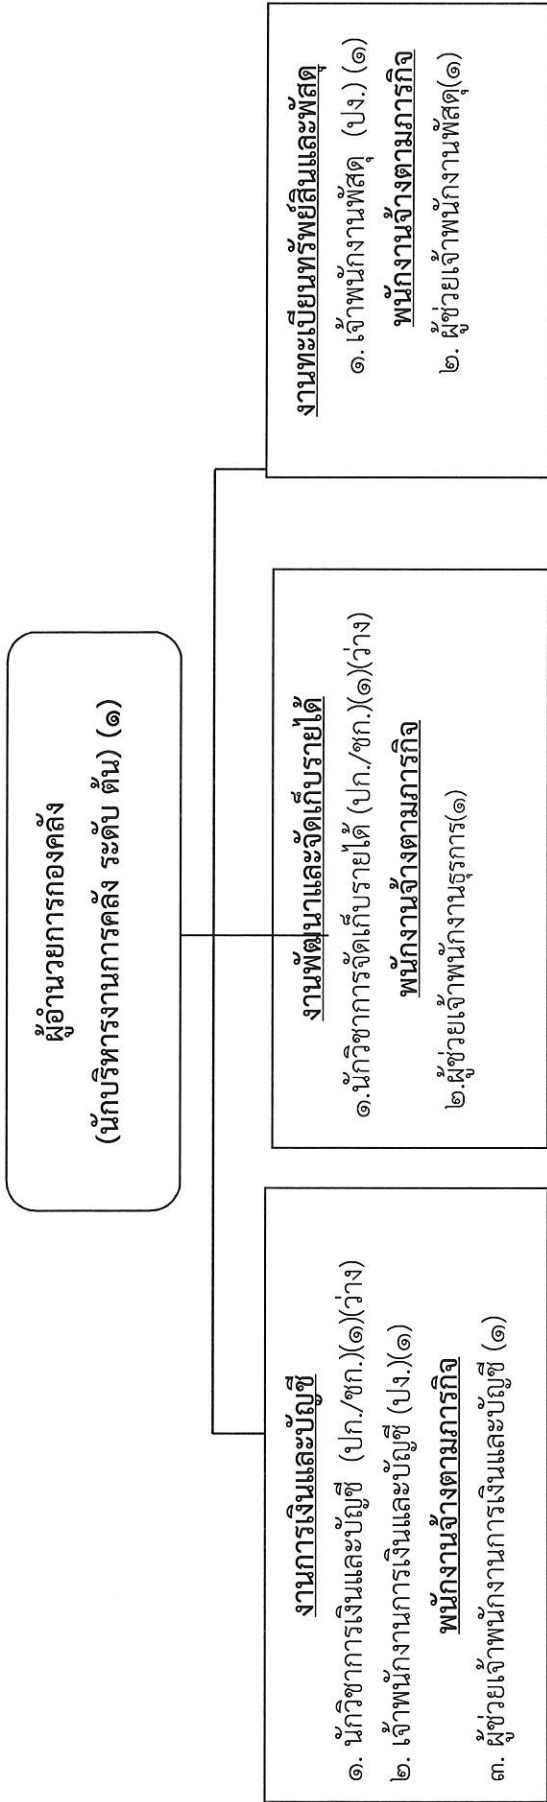 ผู้อำนวยการกองคลัง
(นักบริหารงานการคลัง ระดับ ต้น) (๑)
งานการเงินและบัญชี
๑. นักวิชาการเงินและบัญชี (ปก./ชก.)(๑)(ว่าง)
๒. เจ้าพนักงานการเงินและบัญชี (ปง.)(๑)
พนักงานจ้างตามภารกิจ
๓. ผู้ช่วยเจ้าพนักงานการเงินและบัญชี (๑)
งานพัฒนาและจัดเก็บรายได้
๑.นักวิชาการจัดเก็บรายได้ (ปก./ชก.)(๑)(ว่าง)
พนักงานจ้างตามภารกิจ
๒.ผู้ช่วยเจ้าพนักงานธุรการ(๑)
งานทะเบียนทรัพย์สินและพัสดุ
๑. เจ้าพนักงานพัสดุ (ปง.) (๑)
พนักงานจ้างตามภารกิจ
๒. ผู้ช่วยเจ้าพนักงานพัสดุ(๑)